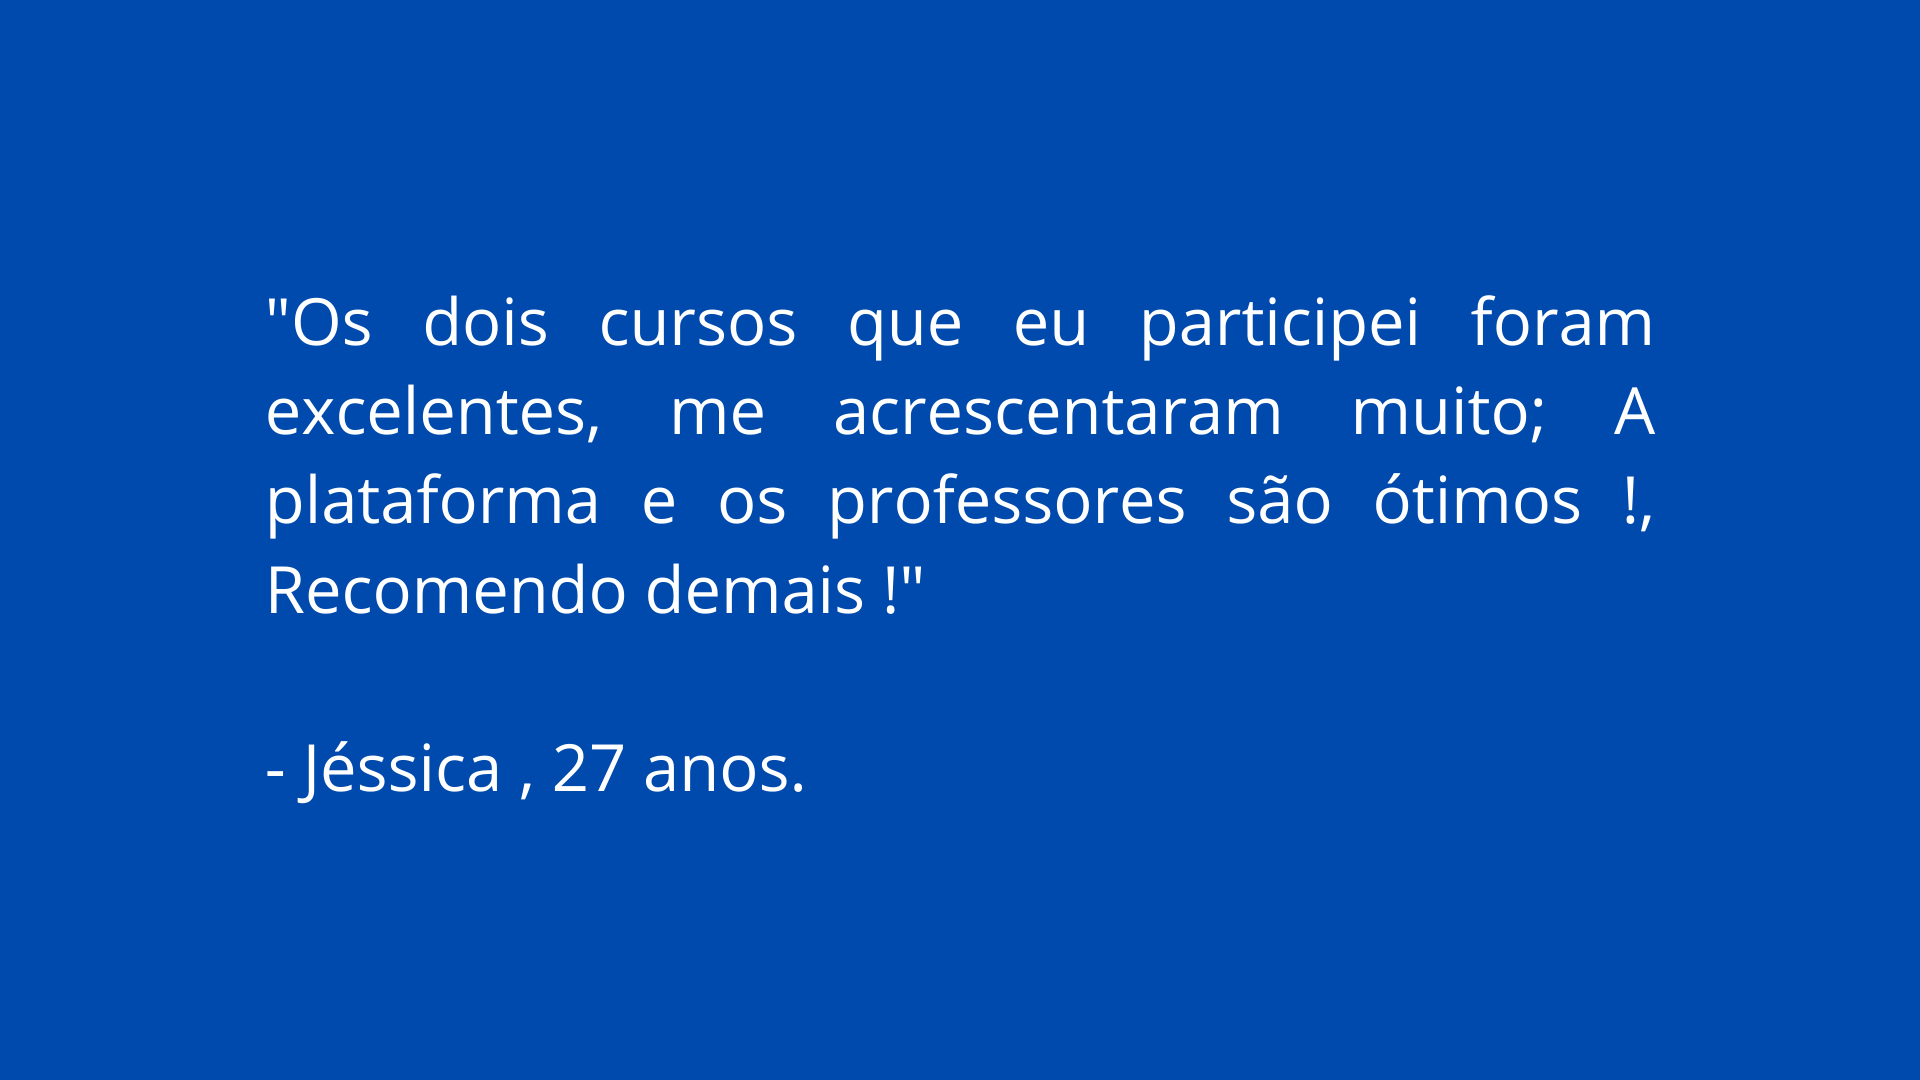 "Os dois cursos que eu participei foram
excelentes, me acrescentaram muito; A
plataforma e os professores são ótimos !,
Recomendo demais !"
- Jéssica , 27 anos.